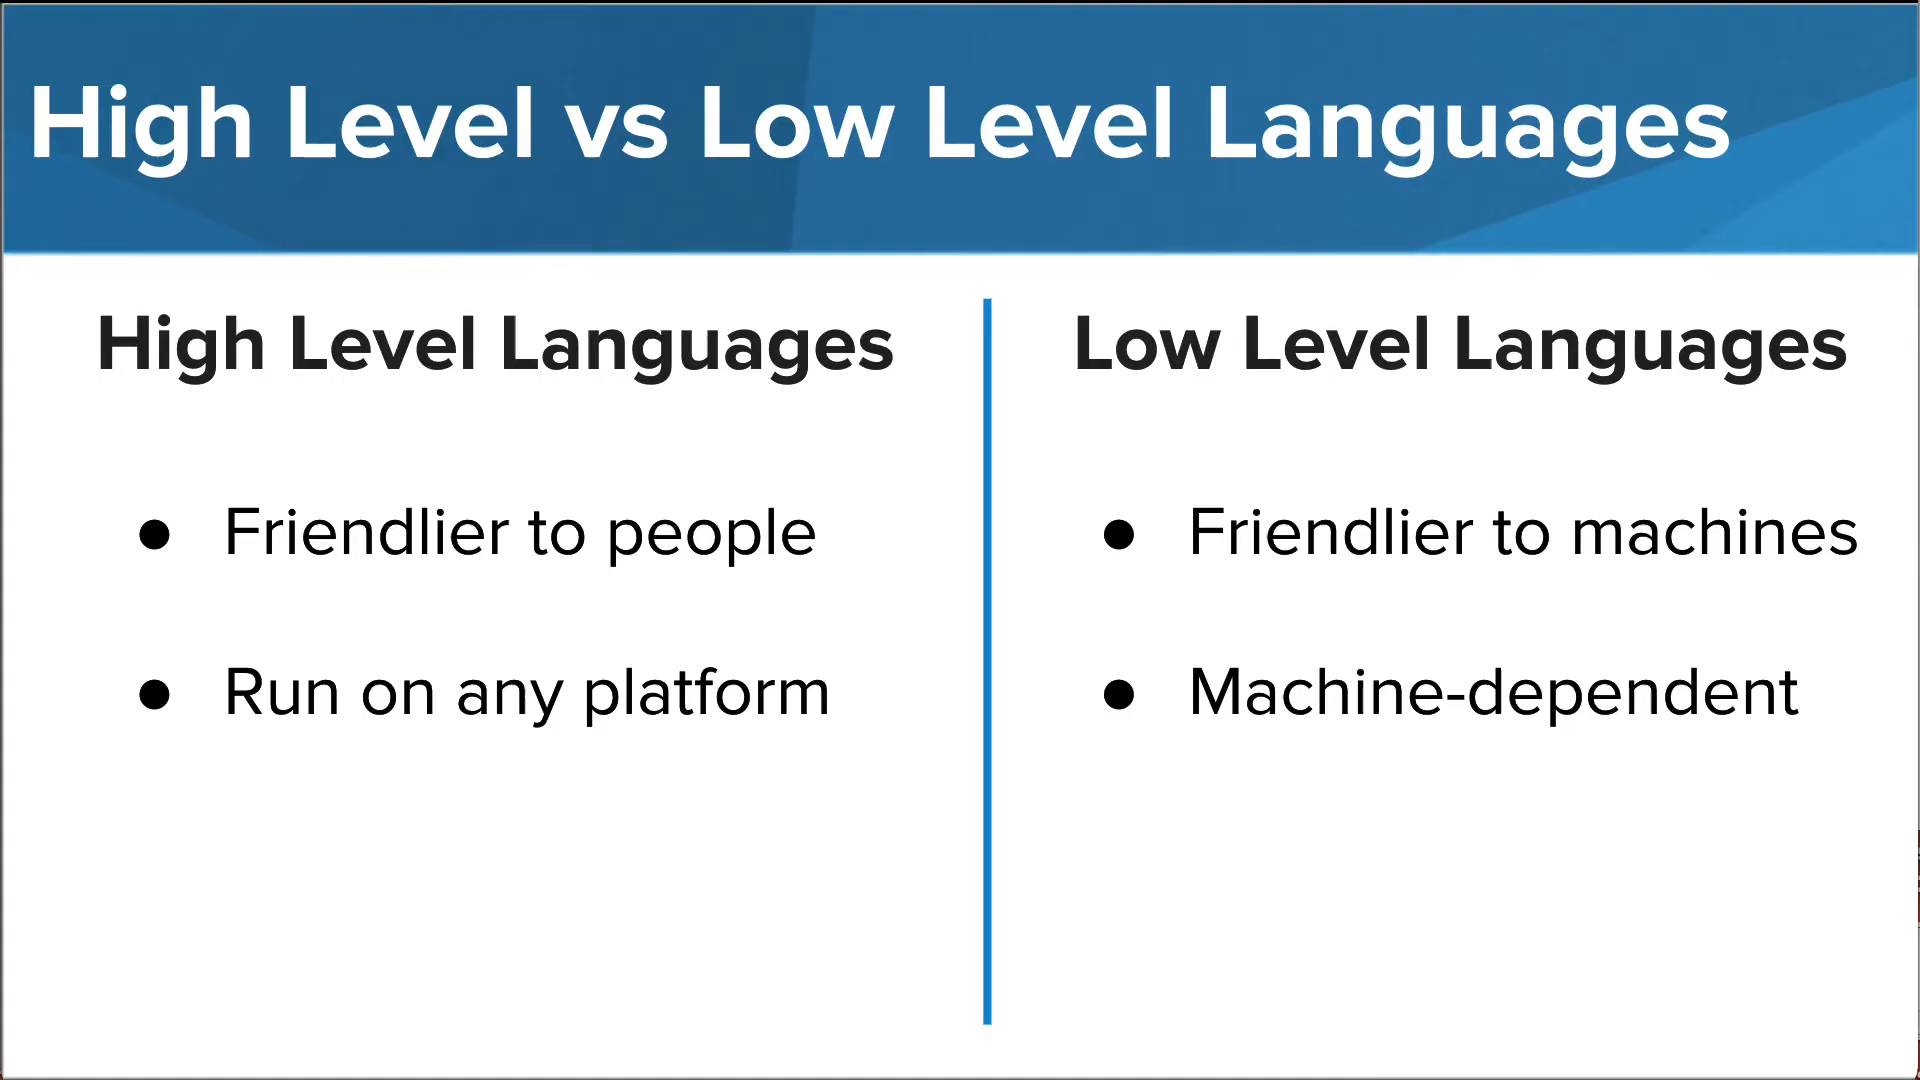 High Level vs Low Level Languages
High Level Languages
● Friendlier to people
● Run on any platform
Low Level Languages
● Friendlier to machines
● Machine-dependent